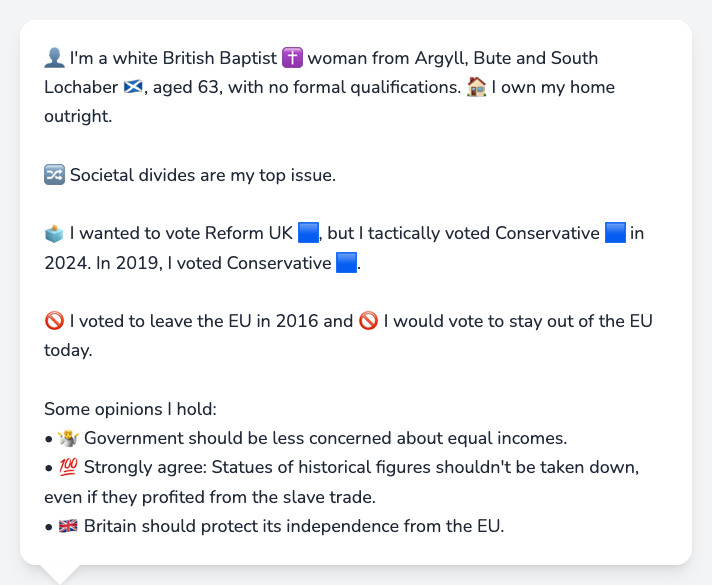 👤 I'm a white British Baptist ✝️ woman from Argyll, Bute and South
Lochaber 🏴󠁧󠁢󠁳󠁣󠁴󠁿, aged 63, with no formal qualifications. 🏠 I own my home
outright.
🔀 Societal divides are my top issue.
🗳️ I wanted to vote Reform UK 🟦, but I tactically voted Conservative 🟦 in
2024. In 2019, I voted Conservative 🟦.
🚫 I voted to leave the EU in 2016 and 🚫 I would vote to stay out of the EU
today.
Some opinions I hold:
• 🤷 Government should be less concerned about equal incomes.
• 💯 Strongly agree: Statues of historical figures shouldn't be taken down,
even if they profited from the slave trade.
• 🇬🇧 Britain should protect its independence from the EU.